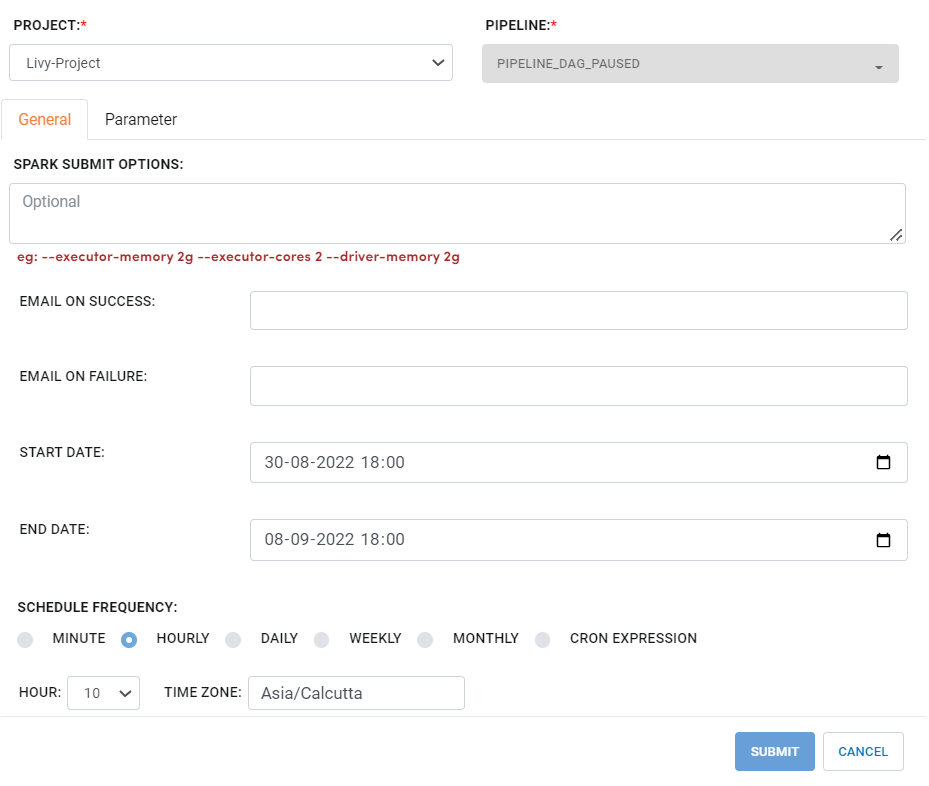 PROJECT:* PIPELINE:*
Livy-Project PIPELINE_DAG_PAUSED
General Parameter
SPARK SUBMIT OPTIONS:
Optional
eg: --executor-memory 2g --executor-cores 2 --driver-memory 2g
EMAIL ON SUCCESS:
EMAIL ON FAILURE:
START DATE: 30-08-2022 18:00
END DATE: 08-09-2022 18:00
SCHEDULE FREQUENCY:
MINUTE HOURLY DAILY WEEKLY MONTHLY CRON EXPRESSION
HOUR: 10 TIME ZONE: Asia/Calcutta
SUBMIT CANCEL